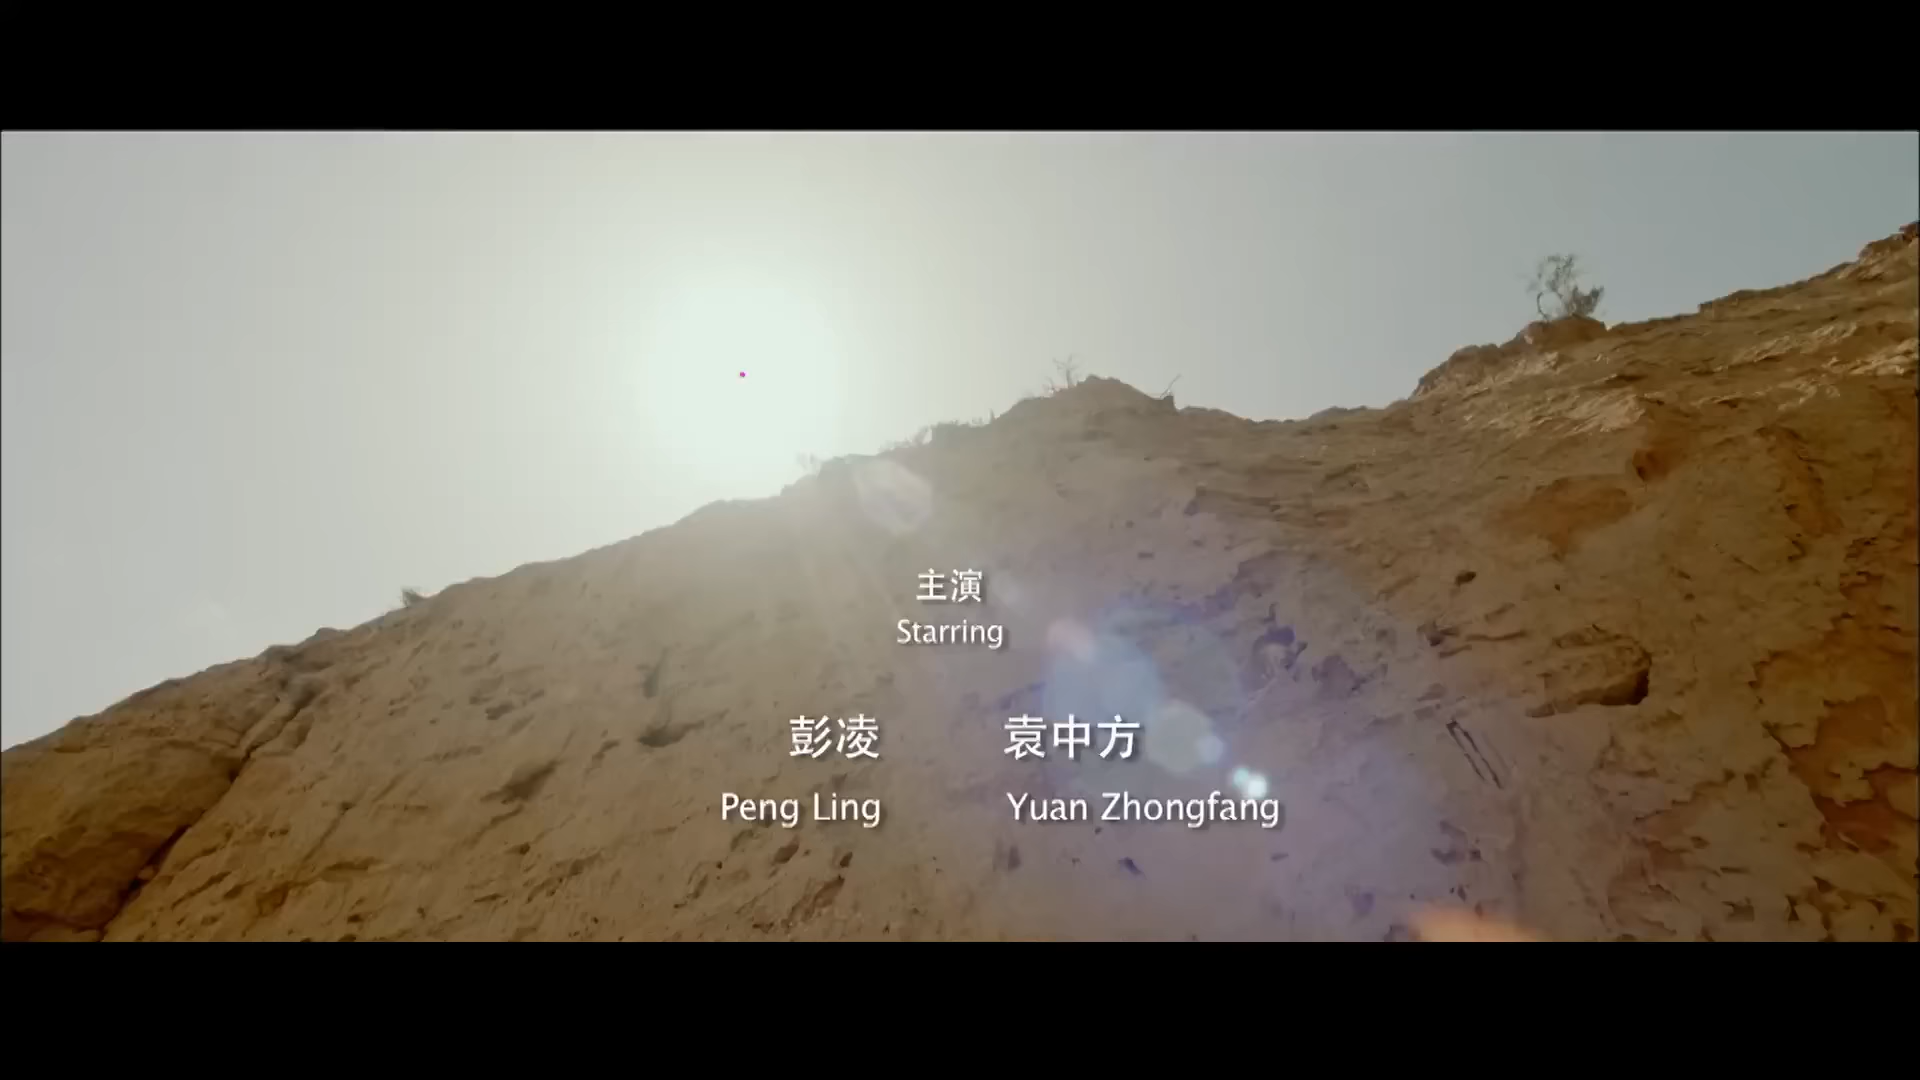 主演
Starring
彭凌 袁中方
Peng Ling Yuan Zhongfang